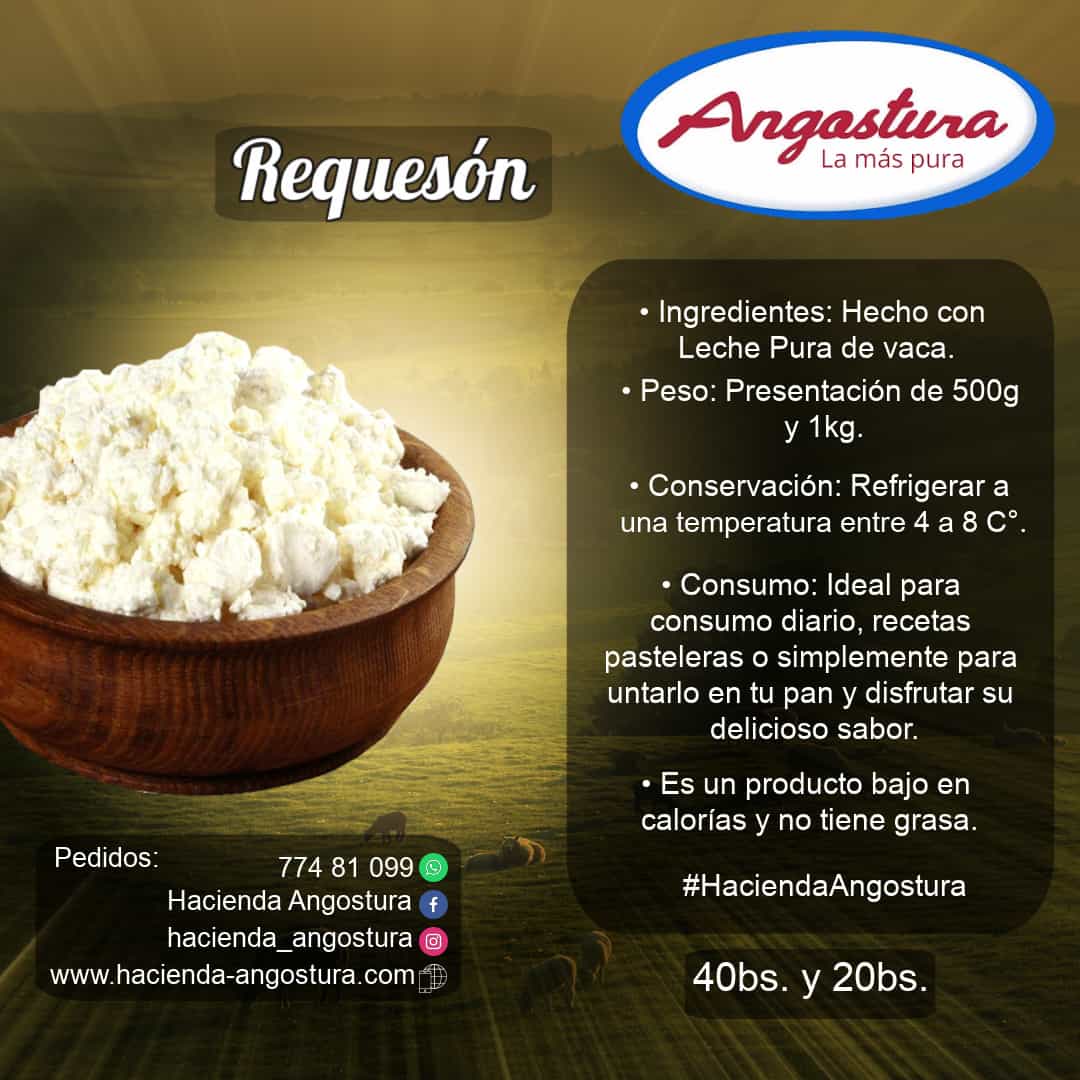 Angostura
La más pura
Requesón
• Ingredientes: Hecho con
Leche Pura de vaca.
• Peso: Presentación de 500g
y 1kg.
• Conservación: Refrigerar a
una temperatura entre 4 a 8 C°.
• Consumo: Ideal para
consumo diario, recetas
pasteleras o simplemente para
untarlo en tu pan y disfrutar su
delicioso sabor.
• Es un producto bajo en
calorías y no tiene grasa.
#HaciendaAngostura
40bs. y 20bs.
Pedidos:
774 81 099
Hacienda Angostura
hacienda_angostura
www.hacienda-angostura.com